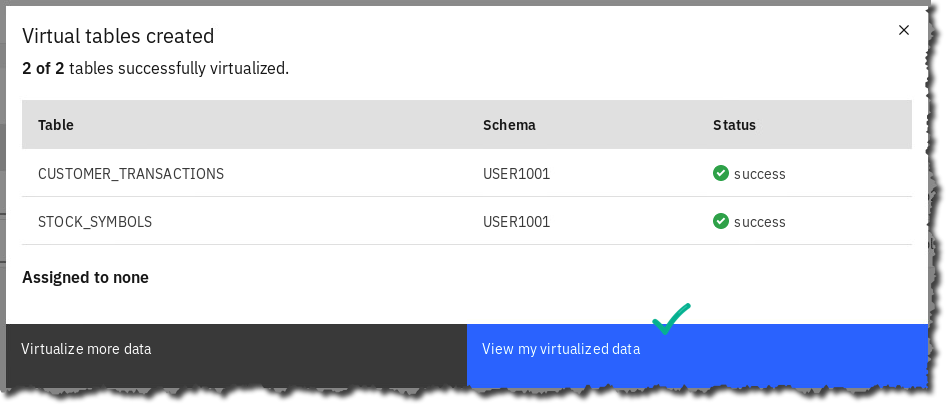 Virtual tables created
2 of 2 tables successfully virtualized.
Table Schema Status
CUSTOMER_TRANSACTIONS USER1001 success
STOCK_SYMBOLS USER1001 success
Assigned to none
Virtualize more data View my virtualized data